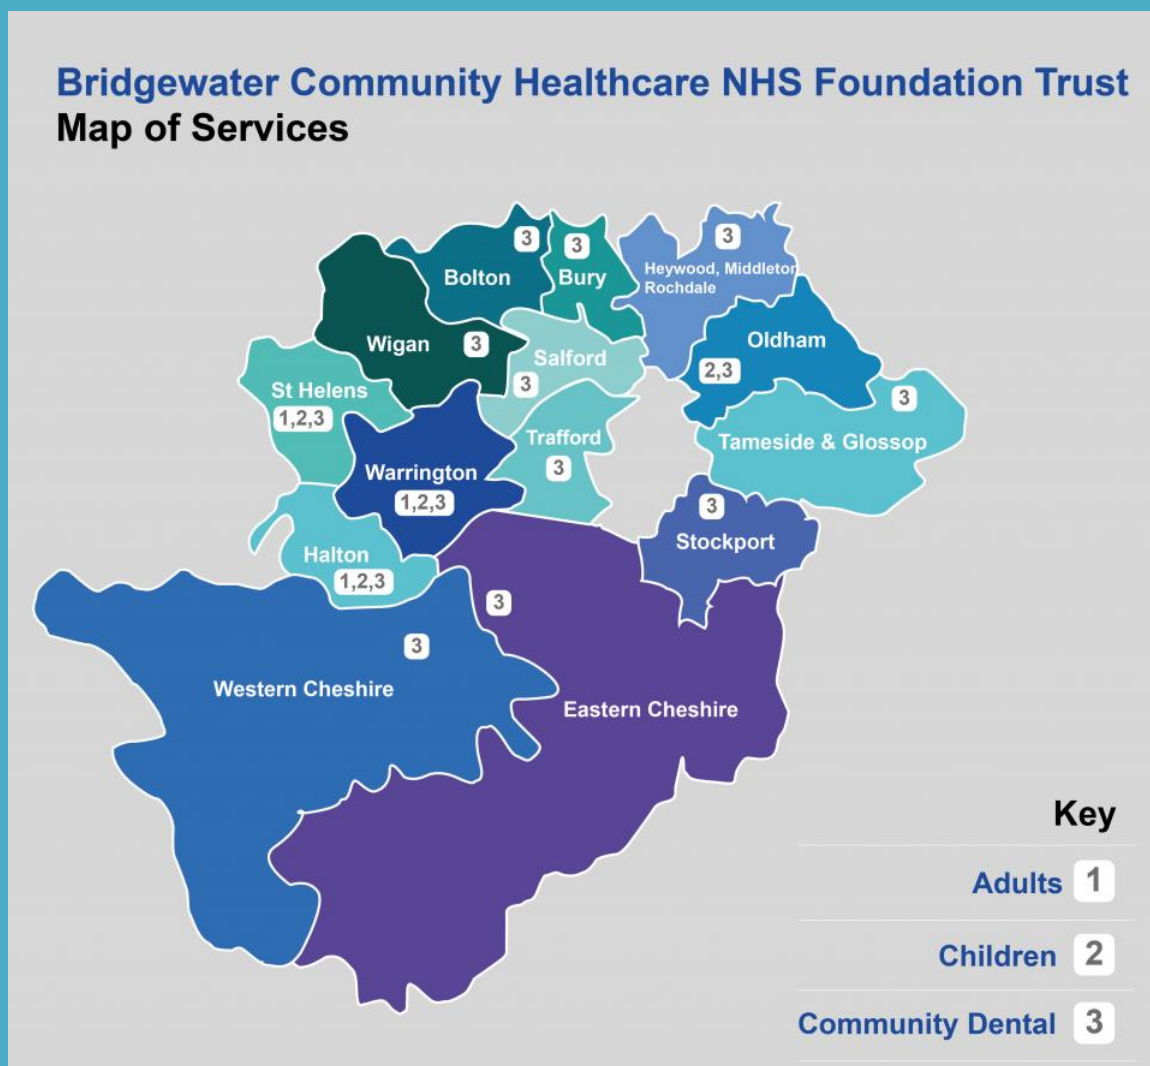 Bridgewater Community Healthcare NHS Foundation Trust
Map of Services
3
Bolton
3
Bury
3
Heywood, Middleton
Rochdale
Wigan
3
Salford
3
Oldham
2,3
St Helens
1,2,3
3
Tameside & Glossop
Trafford
3
Warrington
1,2,3
3
Stockport
Halton
1,2,3
3
Western Cheshire
3
Eastern Cheshire
Key
Adults 1
Children 2
Community Dental 3